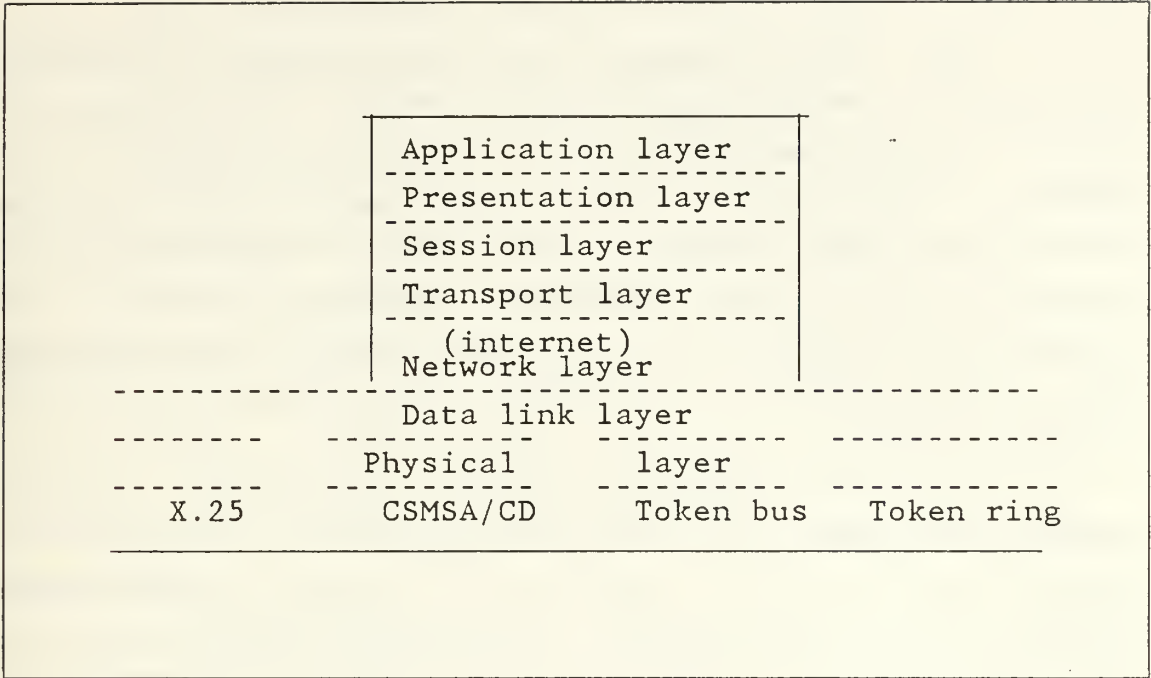 Application layer
Presentation layer
Session layer
Transport layer
(internet)
Network layer
Data link layer
Physical layer
X.25 CSMSA/CD Token bus Token ring